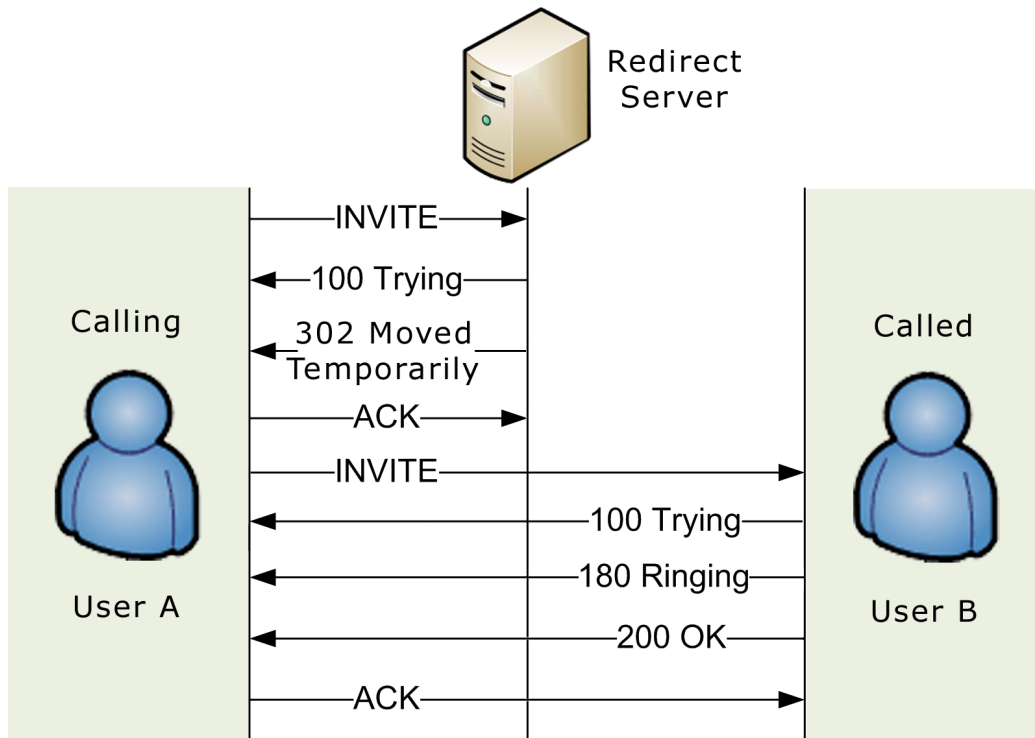 Redirect
Server
INVITE
100 Trying
302 Moved
Temporarily
ACK
INVITE
100 Trying
180 Ringing
200 OK
ACK
Calling
User A
Called
User B